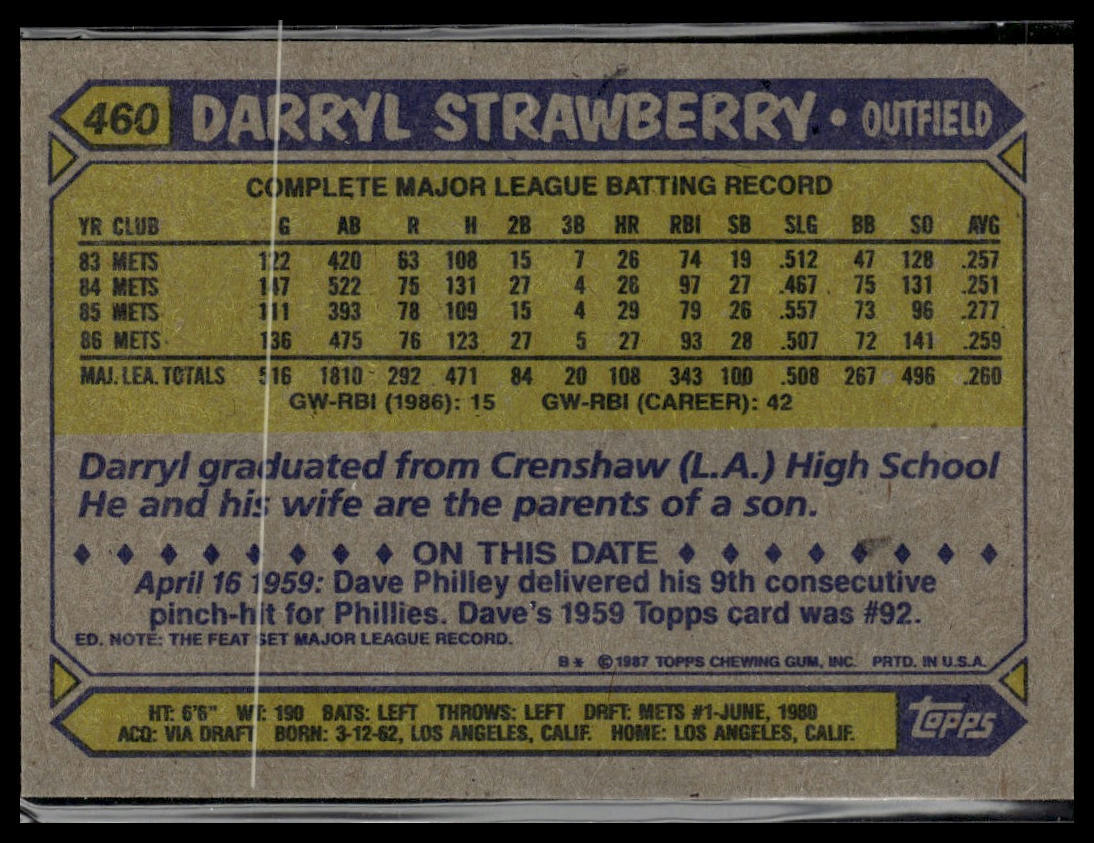 460 DARRYL STRAWBERRY • OUTFIELD
COMPLETE MAJOR LEAGUE BATTING RECORD
YR CLUB G AB R H 2B 3B HR RBI SB SLG BB SO AVG
83 METS 122 420 63 108 15 7 26 74 19 .512 47 128 .257
84 METS 147 522 75 131 27 4 26 97 27 .467 75 131 .251
85 METS 111 393 78 109 15 4 29 79 26 .557 73 96 .277
86 METS 136 475 76 123 27 5 27 93 28 .507 72 141 .259
MAJ. LEA. TOTALS 516 1810 292 471 84 20 108 343 100 .508 267 496 .260
GW-RBI (1986): 15 GW-RBI (CAREER): 42
Darryl graduated from Crenshaw (L.A.) High School
He and his wife are the parents of a son.
ON THIS DATE
April 16 1959: Dave Philley delivered his 9th consecutive
pinch-hit for Phillies. Dave's 1959 Topps card was #92.
ED. NOTE: THE FEAT SET MAJOR LEAGUE RECORD.
B* ©1987 TOPPS CHEWING GUM, INC. PRTD. IN U.S.A.
HT: 6'6" WT: 190 BATS: LEFT THROWS: LEFT DRFT: METS #1-JUNE, 1980
ACQ: VIA DRAFT BORN: 3-12-62, LOS ANGELES, CALIF. HOME: LOS ANGELES, CALIF.
TOPPS